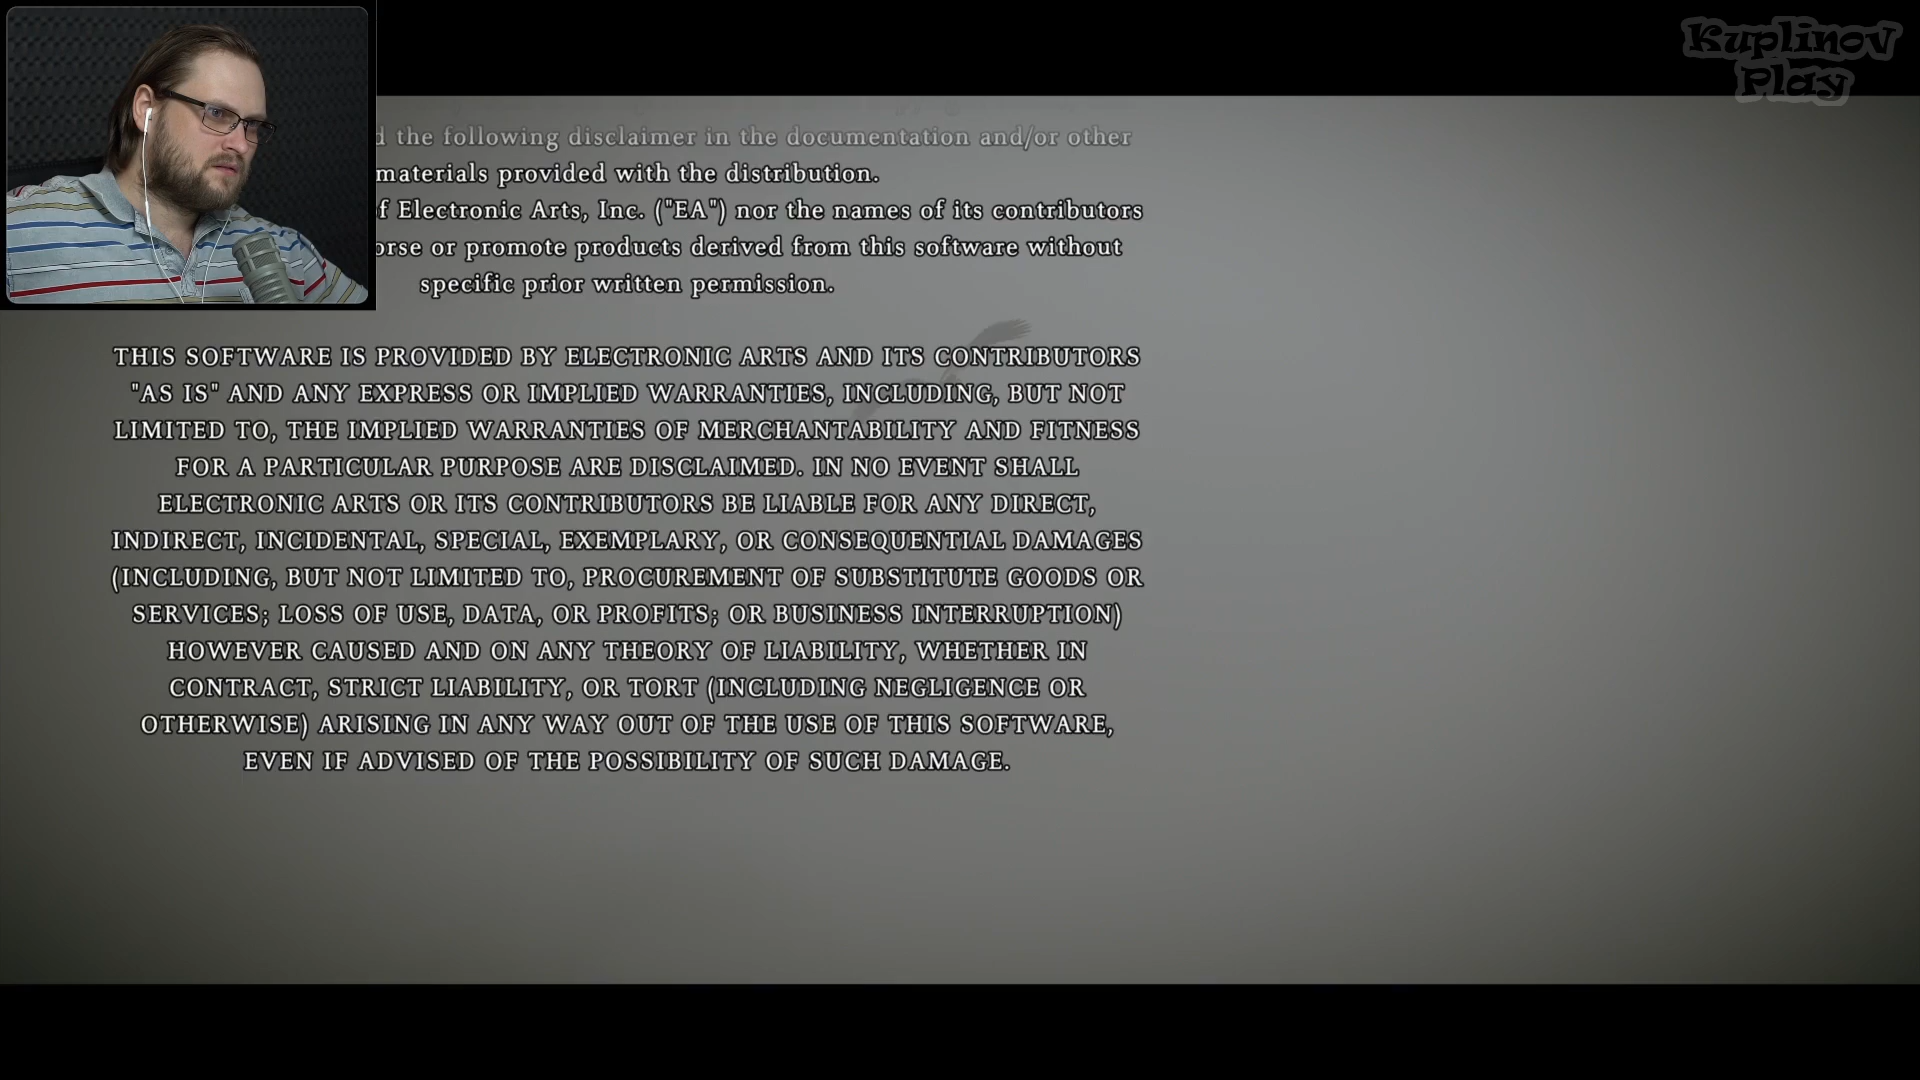 Kuplinov
Play
the following disclaimer in the documentation and/or other
materials provided with the distribution.
of Electronic Arts, Inc. ("EA") nor the names of its contributors
or promote products derived from this software without
specific prior written permission.
THIS SOFTWARE IS PROVIDED BY ELECTRONIC ARTS AND ITS CONTRIBUTORS
"AS IS" AND ANY EXPRESS OR IMPLIED WARRANTIES, INCLUDING, BUT NOT
LIMITED TO, THE IMPLIED WARRANTIES OF MERCHANTABILITY AND FITNESS
FOR A PARTICULAR PURPOSE ARE DISCLAIMED. IN NO EVENT SHALL
ELECTRONIC ARTS OR ITS CONTRIBUTORS BE LIABLE FOR ANY DIRECT,
INDIRECT, INCIDENTAL, SPECIAL, EXEMPLARY, OR CONSEQUENTIAL DAMAGES
(INCLUDING, BUT NOT LIMITED TO, PROCUREMENT OF SUBSTITUTE GOODS OR
SERVICES; LOSS OF USE, DATA, OR PROFITS; OR BUSINESS INTERRUPTION)
HOWEVER CAUSED AND ON ANY THEORY OF LIABILITY, WHETHER IN
CONTRACT, STRICT LIABILITY, OR TORT (INCLUDING NEGLIGENCE OR
OTHERWISE) ARISING IN ANY WAY OUT OF THE USE OF THIS SOFTWARE,
EVEN IF ADVISED OF THE POSSIBILITY OF SUCH DAMAGE.